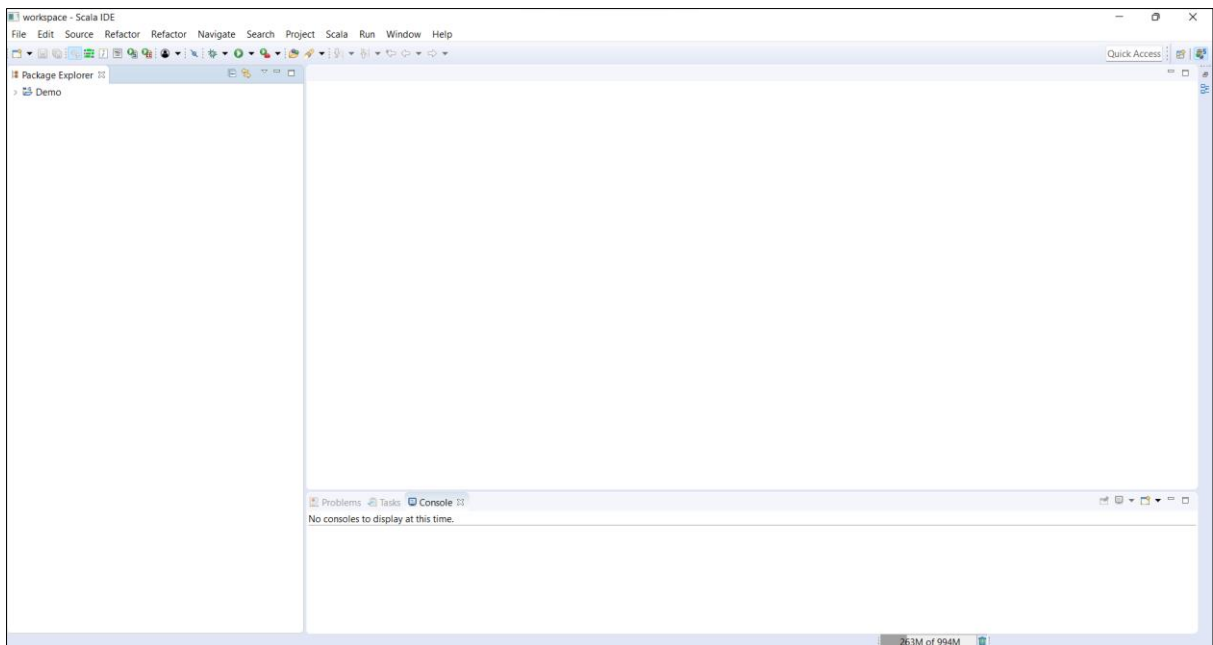 workspace - Scala IDE
File Edit Source Refactor Refactor Navigate Search Project Scala Run Window Help
Quick Access
Package Explorer
Demo
Problems Tasks Console
No consoles to display at this time.
263M of 994M